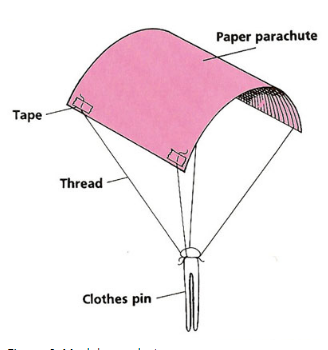 Paper parachute
Tape
Thread
Clothes pin